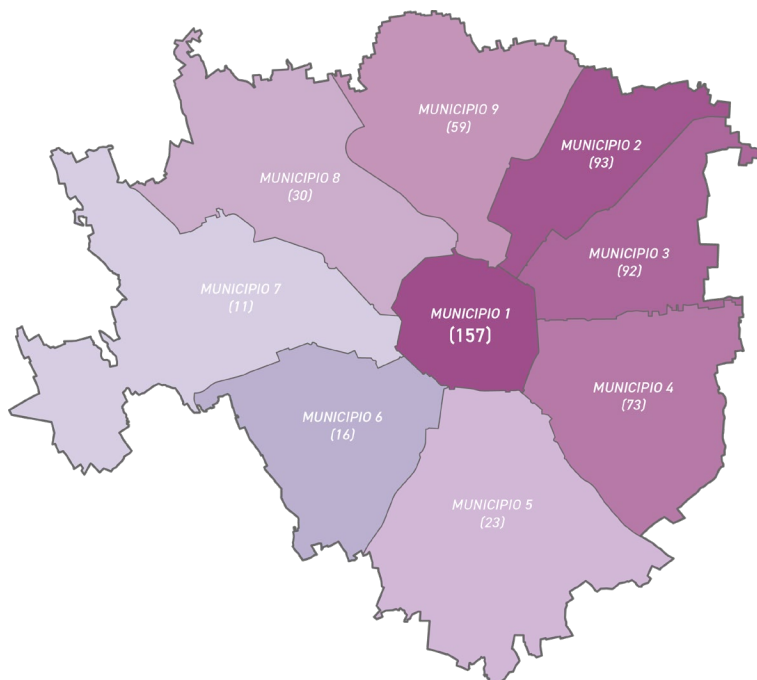 MUNICIPIO 9
(59)
MUNICIPIO 2
(93)
MUNICIPIO 8
(30)
MUNICIPIO 3
(92)
MUNICIPIO 7
(11)
MUNICIPIO 1
(157)
MUNICIPIO 4
(73)
MUNICIPIO 6
(16)
MUNICIPIO 5
(23)